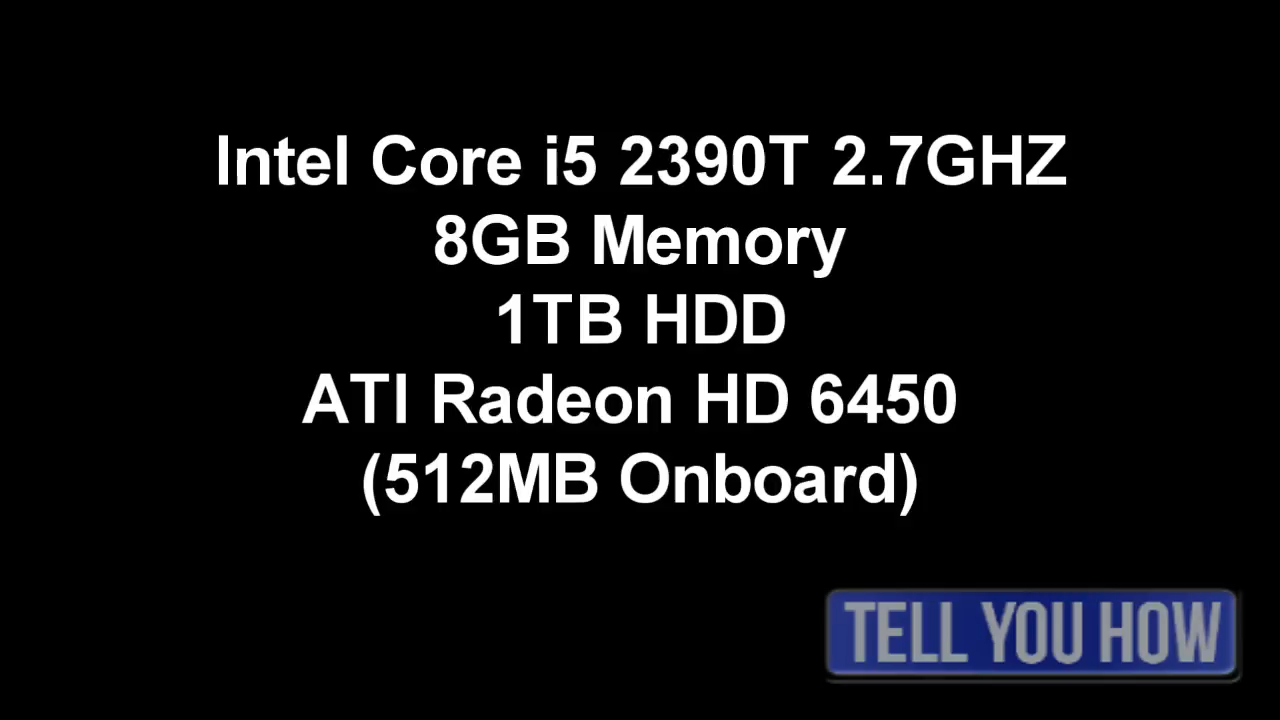 Intel Core i5 2390T 2.7GHZ
8GB Memory
1TB HDD
ATI Radeon HD 6450
(512MB Onboard)
TELL YOU HOW